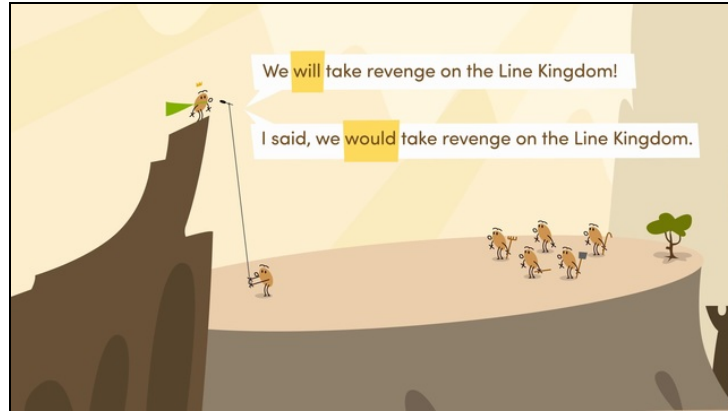 We will take revenge on the Line Kingdom!
I said, we would take revenge on the Line Kingdom.